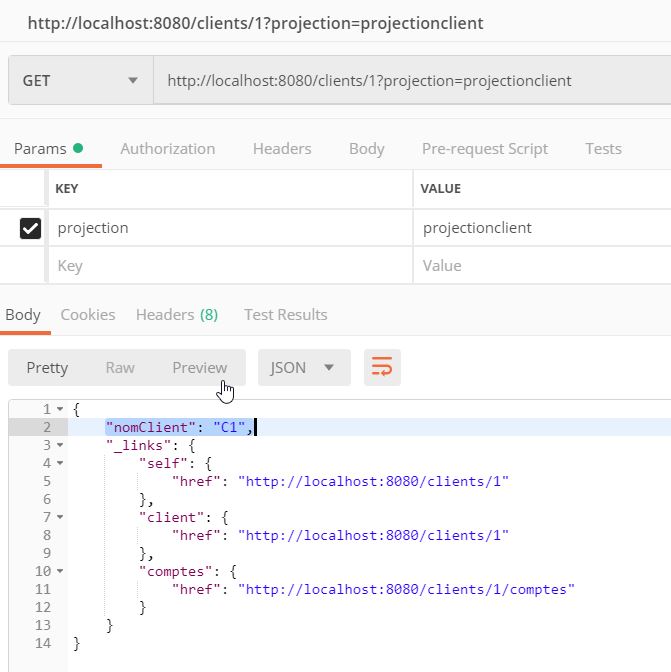 http://localhost:8080/clients/1?projection=projectionclient
GET http://localhost:8080/clients/1?projection=projectionclient
Params Authorization Headers Body Pre-request Script Tests
KEY VALUE
projection projectionclient
Key Value
Body Cookies Headers (8) Test Results
Pretty Raw Preview JSON
1 {
2 "nomClient": "C1",
3 "_links": {
4 "self": {
5 "href": "http://localhost:8080/clients/1"
6 },
7 "client": {
8 "href": "http://localhost:8080/clients/1"
9 },
10 "comptes": {
11 "href": "http://localhost:8080/clients/1/comptes"
12 }
13 }
14 }